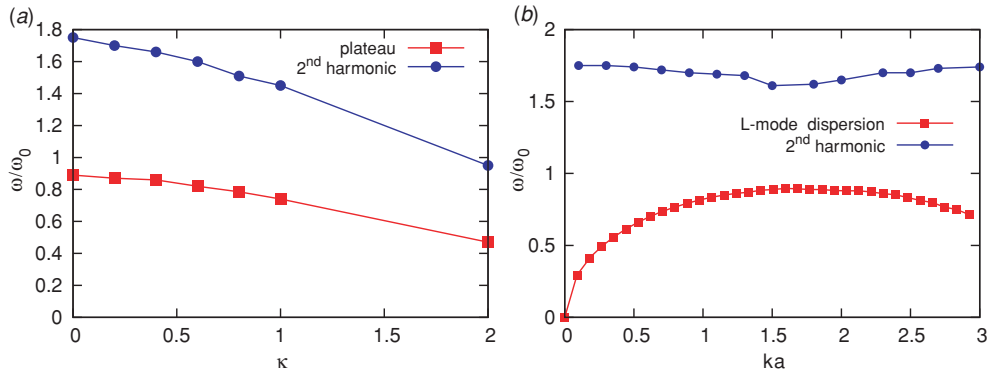 (a)
1.8
1.6
1.4
1.2
1
0.8
0.6
0.4
0.2
0
ω/ω0
plateau
2nd harmonic
0 0.5 1 1.5 2
κ
(b)
2
1.5
1
0.5
0
ω/ω0
L-mode dispersion
2nd harmonic
0 0.5 1 1.5 2 2.5 3
ka